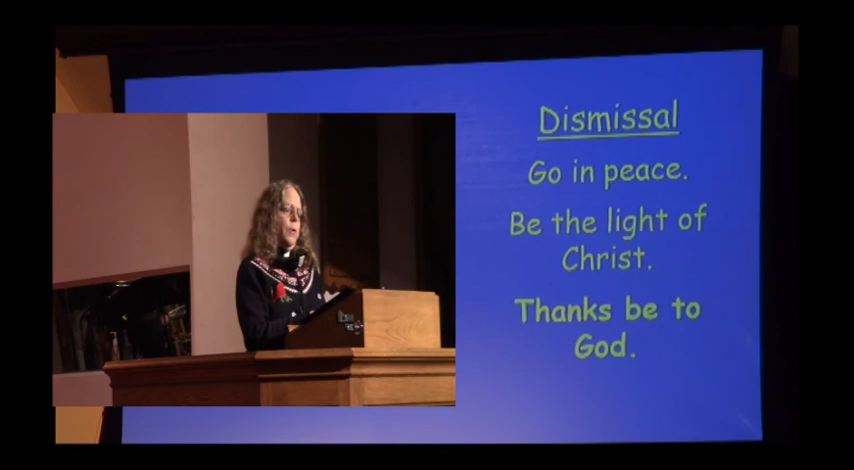 Dismissal
Go in peace.
Be the light of
Christ.
Thanks be to
God.